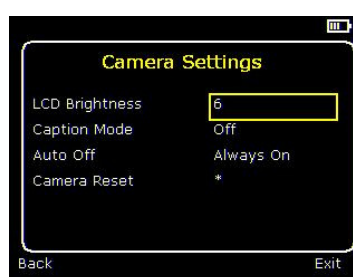 Camera Settings
LCD Brightness 6
Caption Mode Off
Auto Off Always On
Camera Reset *
Back Exit